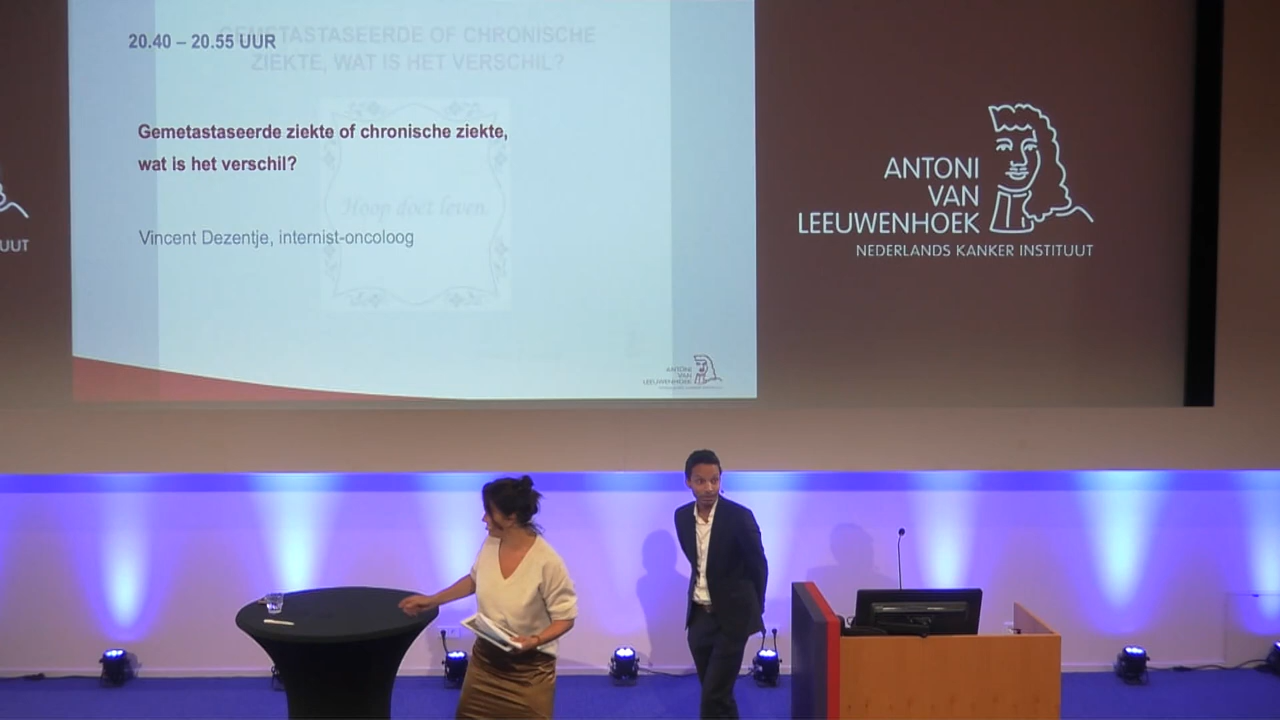 20.40 – 20.55 UUR
GEMETASTASEERDE OF CHRONISCHE
ZIEKTE, WAT IS HET VERSCHIL?
Gemetastaseerde ziekte of chronische ziekte,
wat is het verschil?
Hoop doet leven
Vincent Dezentje, internist-oncoloog
ANTONI
VAN
LEEUWENHOEK
ANTONI
VAN
LEEUWENHOEK
NEDERLANDS KANKER INSTITUUT
UUT